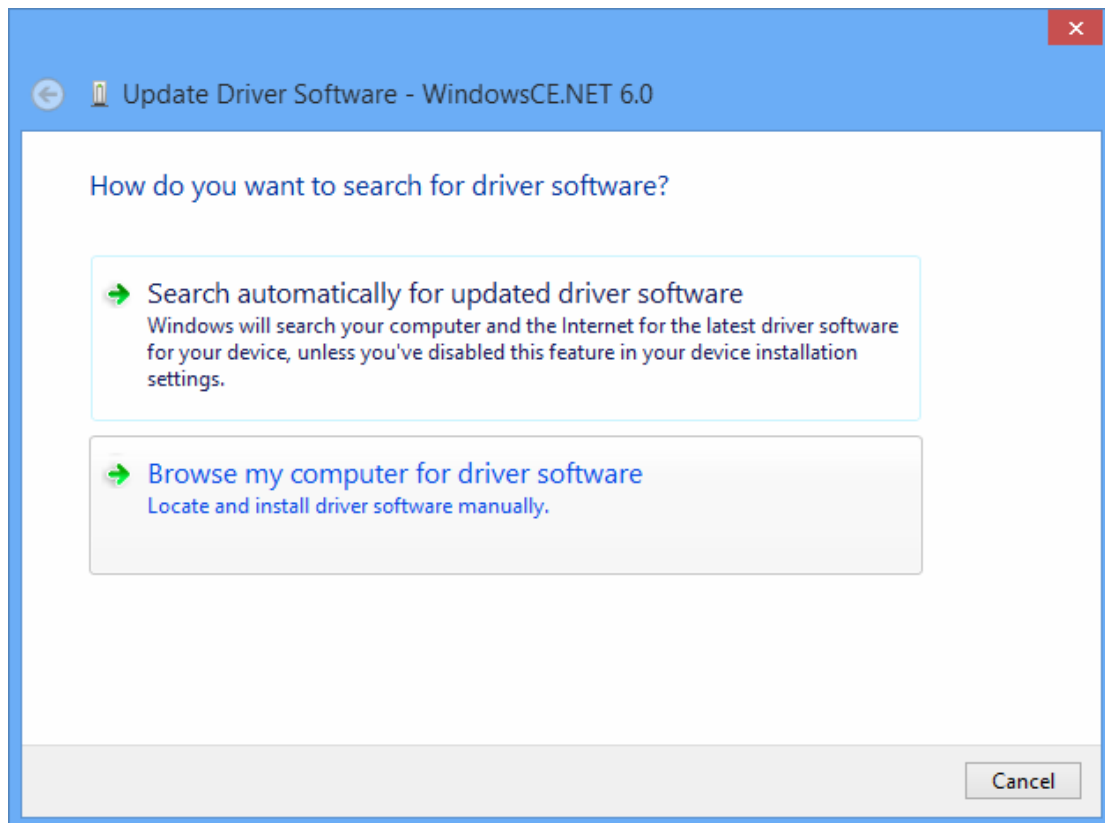 Update Driver Software - WindowsCE.NET 6.0
How do you want to search for driver software?
Search automatically for updated driver software
Windows will search your computer and the Internet for the latest driver software
for your device, unless you've disabled this feature in your device installation
settings.
Browse my computer for driver software
Locate and install driver software manually.
Cancel